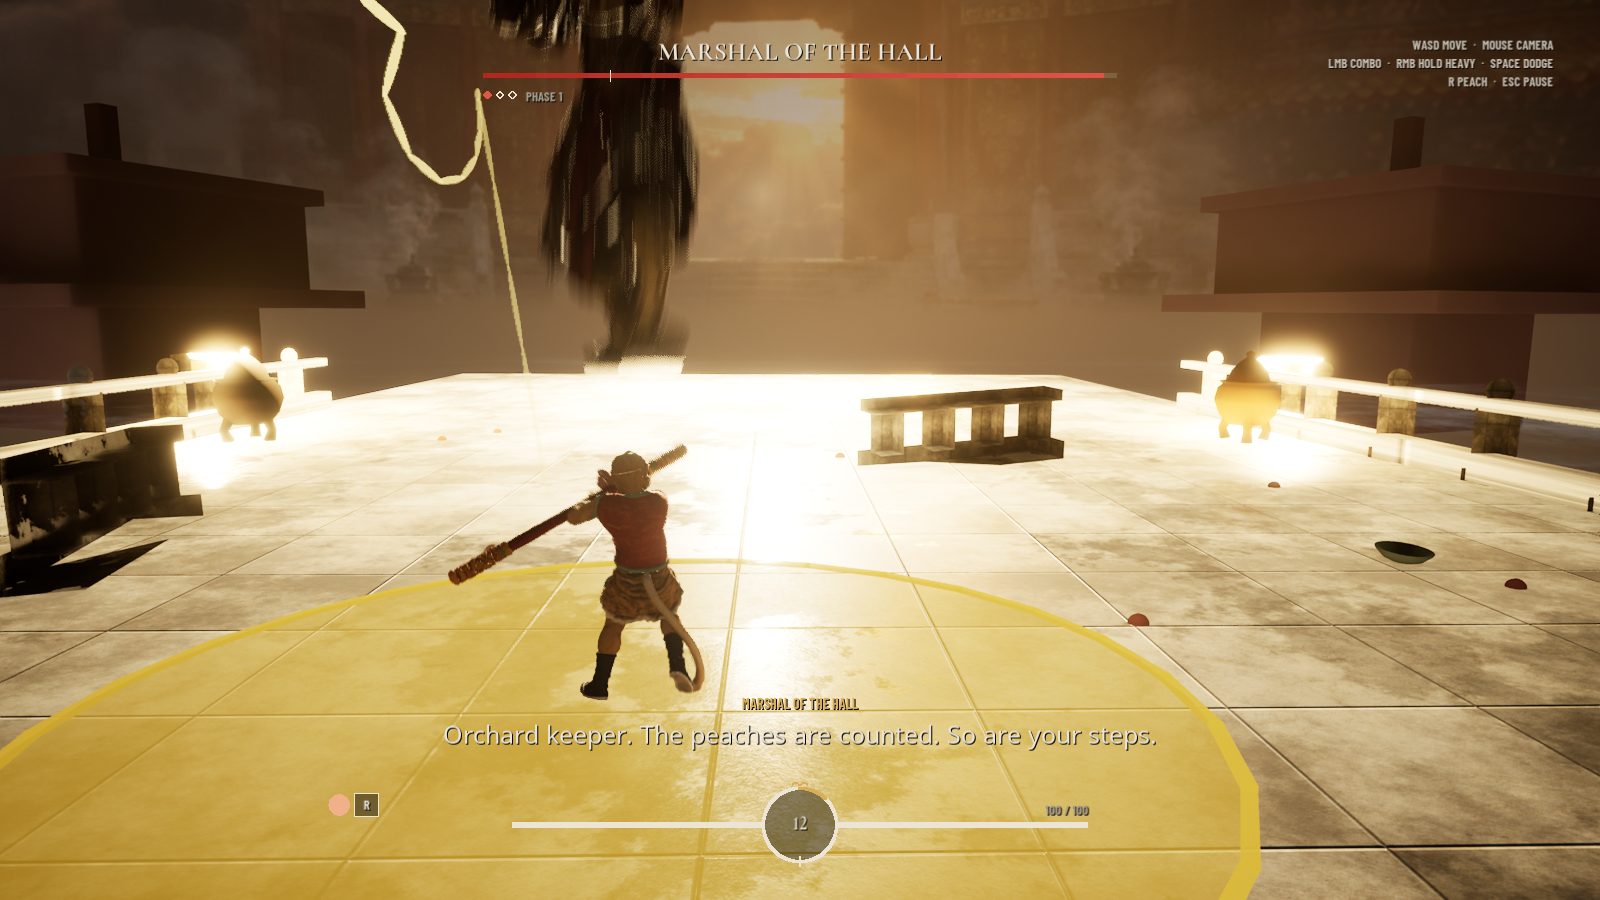 MARSHAL OF THE HALL
PHASE 1
WASD MOVE · MOUSE CAMERA
LMB COMBO · RMB HOLD HEAVY · SPACE DODGE
R PEACH · ESC PAUSE
MARSHAL OF THE HALL
Orchard keeper. The peaches are counted. So are your steps.
R
12
100 / 100